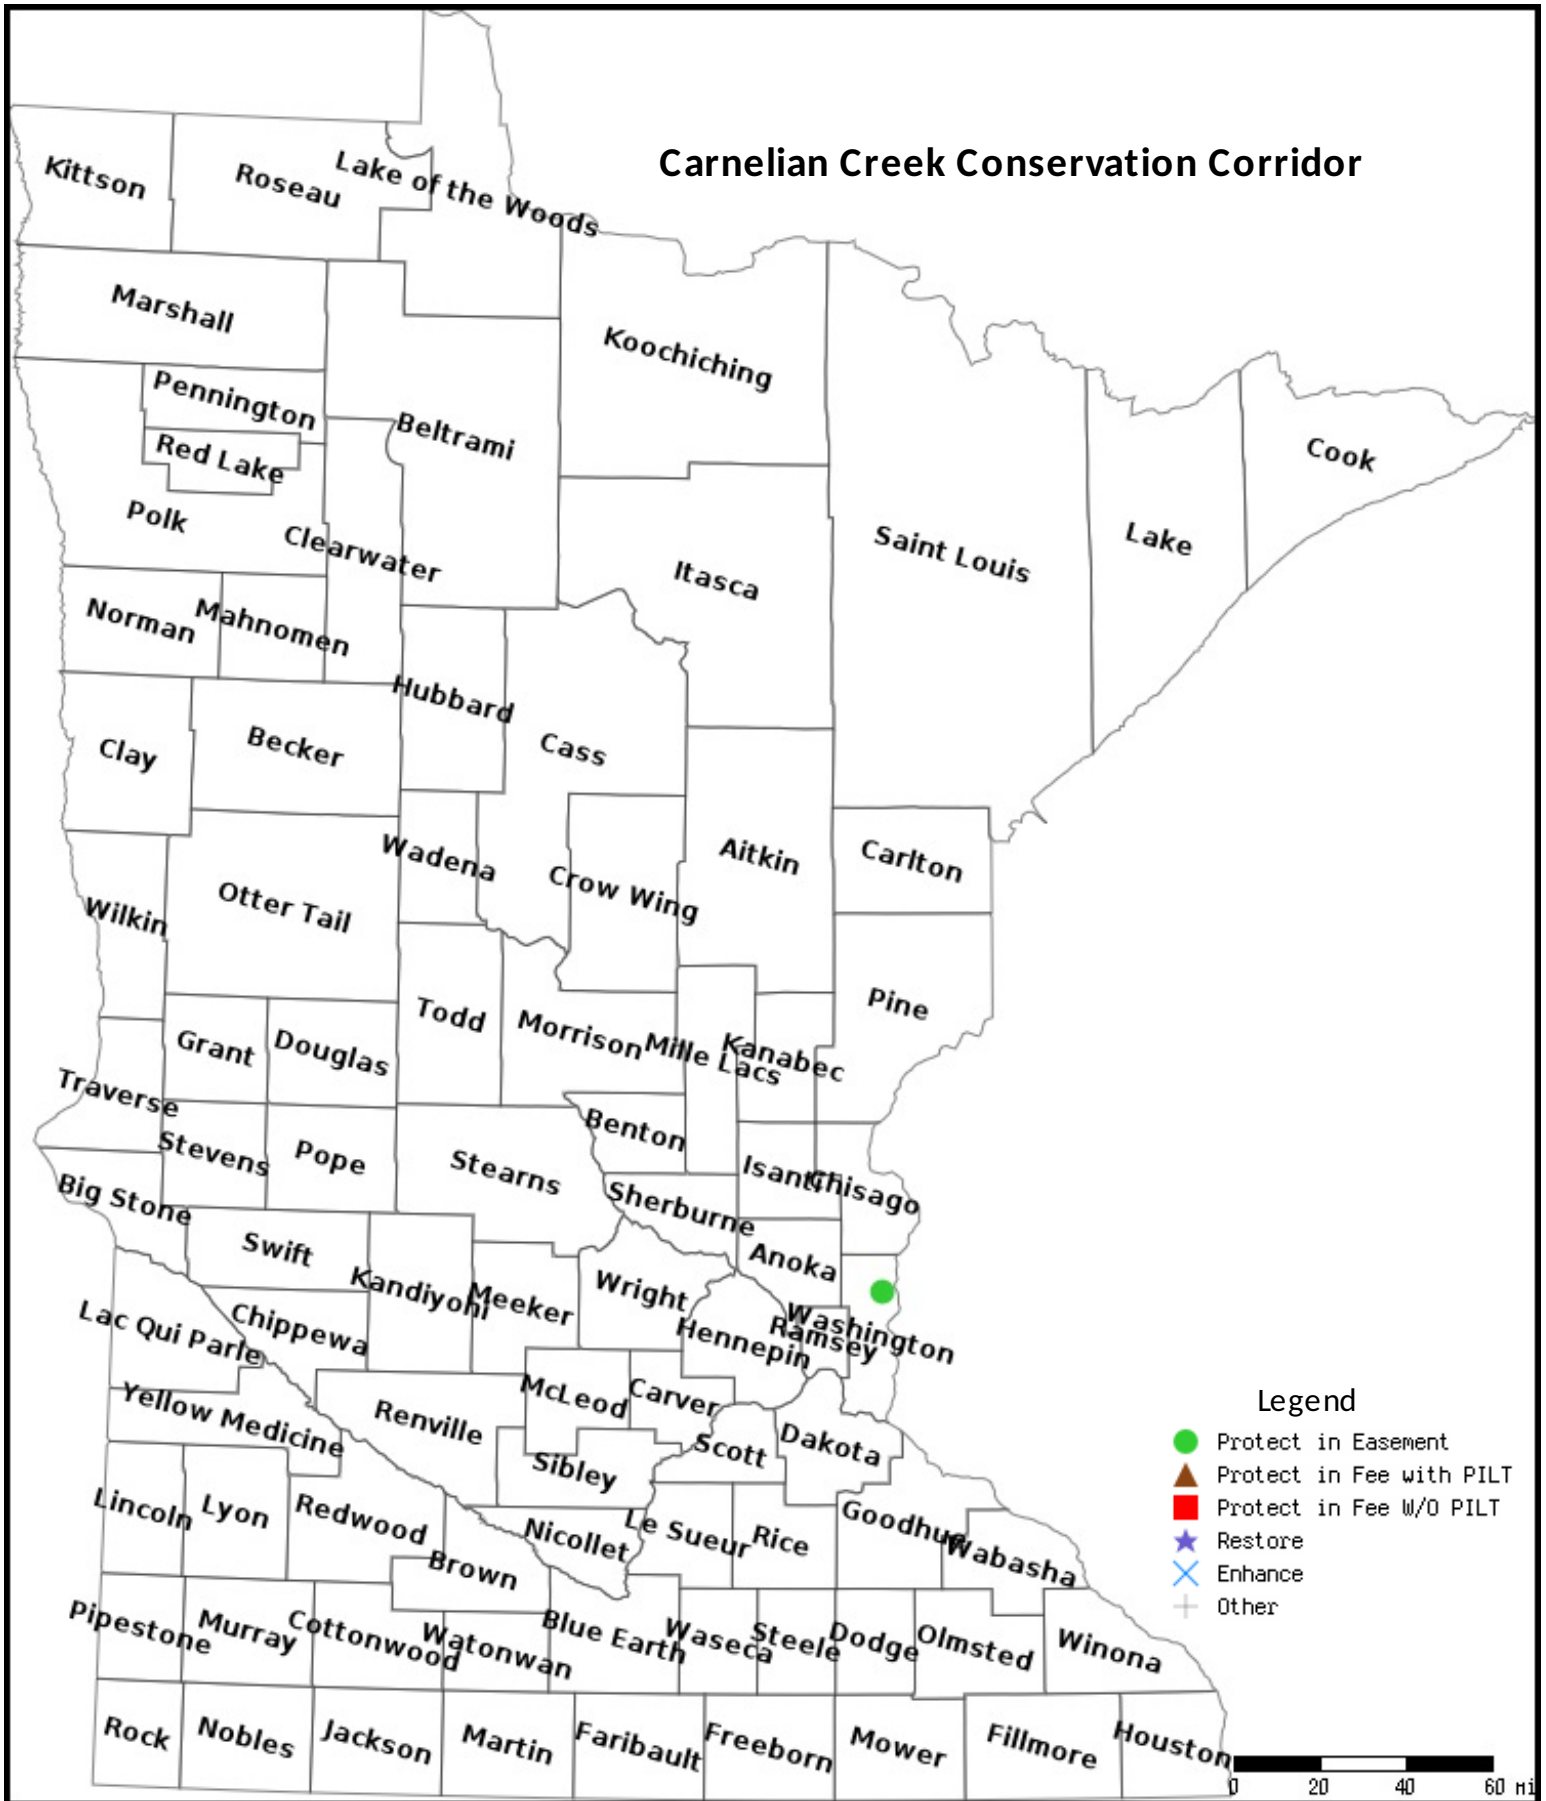 Carnelian Creek Conservation Corridor
Kittson
Roseau
Lake of the Woods
Marshall
Koochiching
Pennington
Beltrami
Red Lake
Cook
Polk
Clearwater
Saint Louis
Lake
Itasca
Norman
Mahnomen
Hubbard
Clay
Becker
Cass
Wadena
Aitkin
Carlton
Otter Tail
Crow Wing
Wilkin
Todd
Morrison
Pine
Grant
Douglas
Mille Lacs
Kanabec
Traverse
Benton
Stevens
Pope
Stearns
Isanti
Chisago
Big Stone
Sherburne
Swift
Anoka
Kandiyohi
Meeker
Wright
Lac Qui Parle
Chippewa
Washington
Ramsey
Hennepin
Yellow Medicine
McLeod
Carver
Renville
Scott
Dakota
Sibley
Lincoln
Lyon
Redwood
Nicollet
Le Sueur
Rice
Goodhue
Wabasha
Brown
Pipestone
Murray
Cottonwood
Watonwan
Blue Earth
Waseca
Steele
Dodge
Olmsted
Winona
Rock
Nobles
Jackson
Martin
Faribault
Freeborn
Mower
Fillmore
Houston
Legend
Protect in Easement
Protect in Fee with PILT
Protect in Fee W/O PILT
Restore
Enhance
Other
0 20 40 60 mi